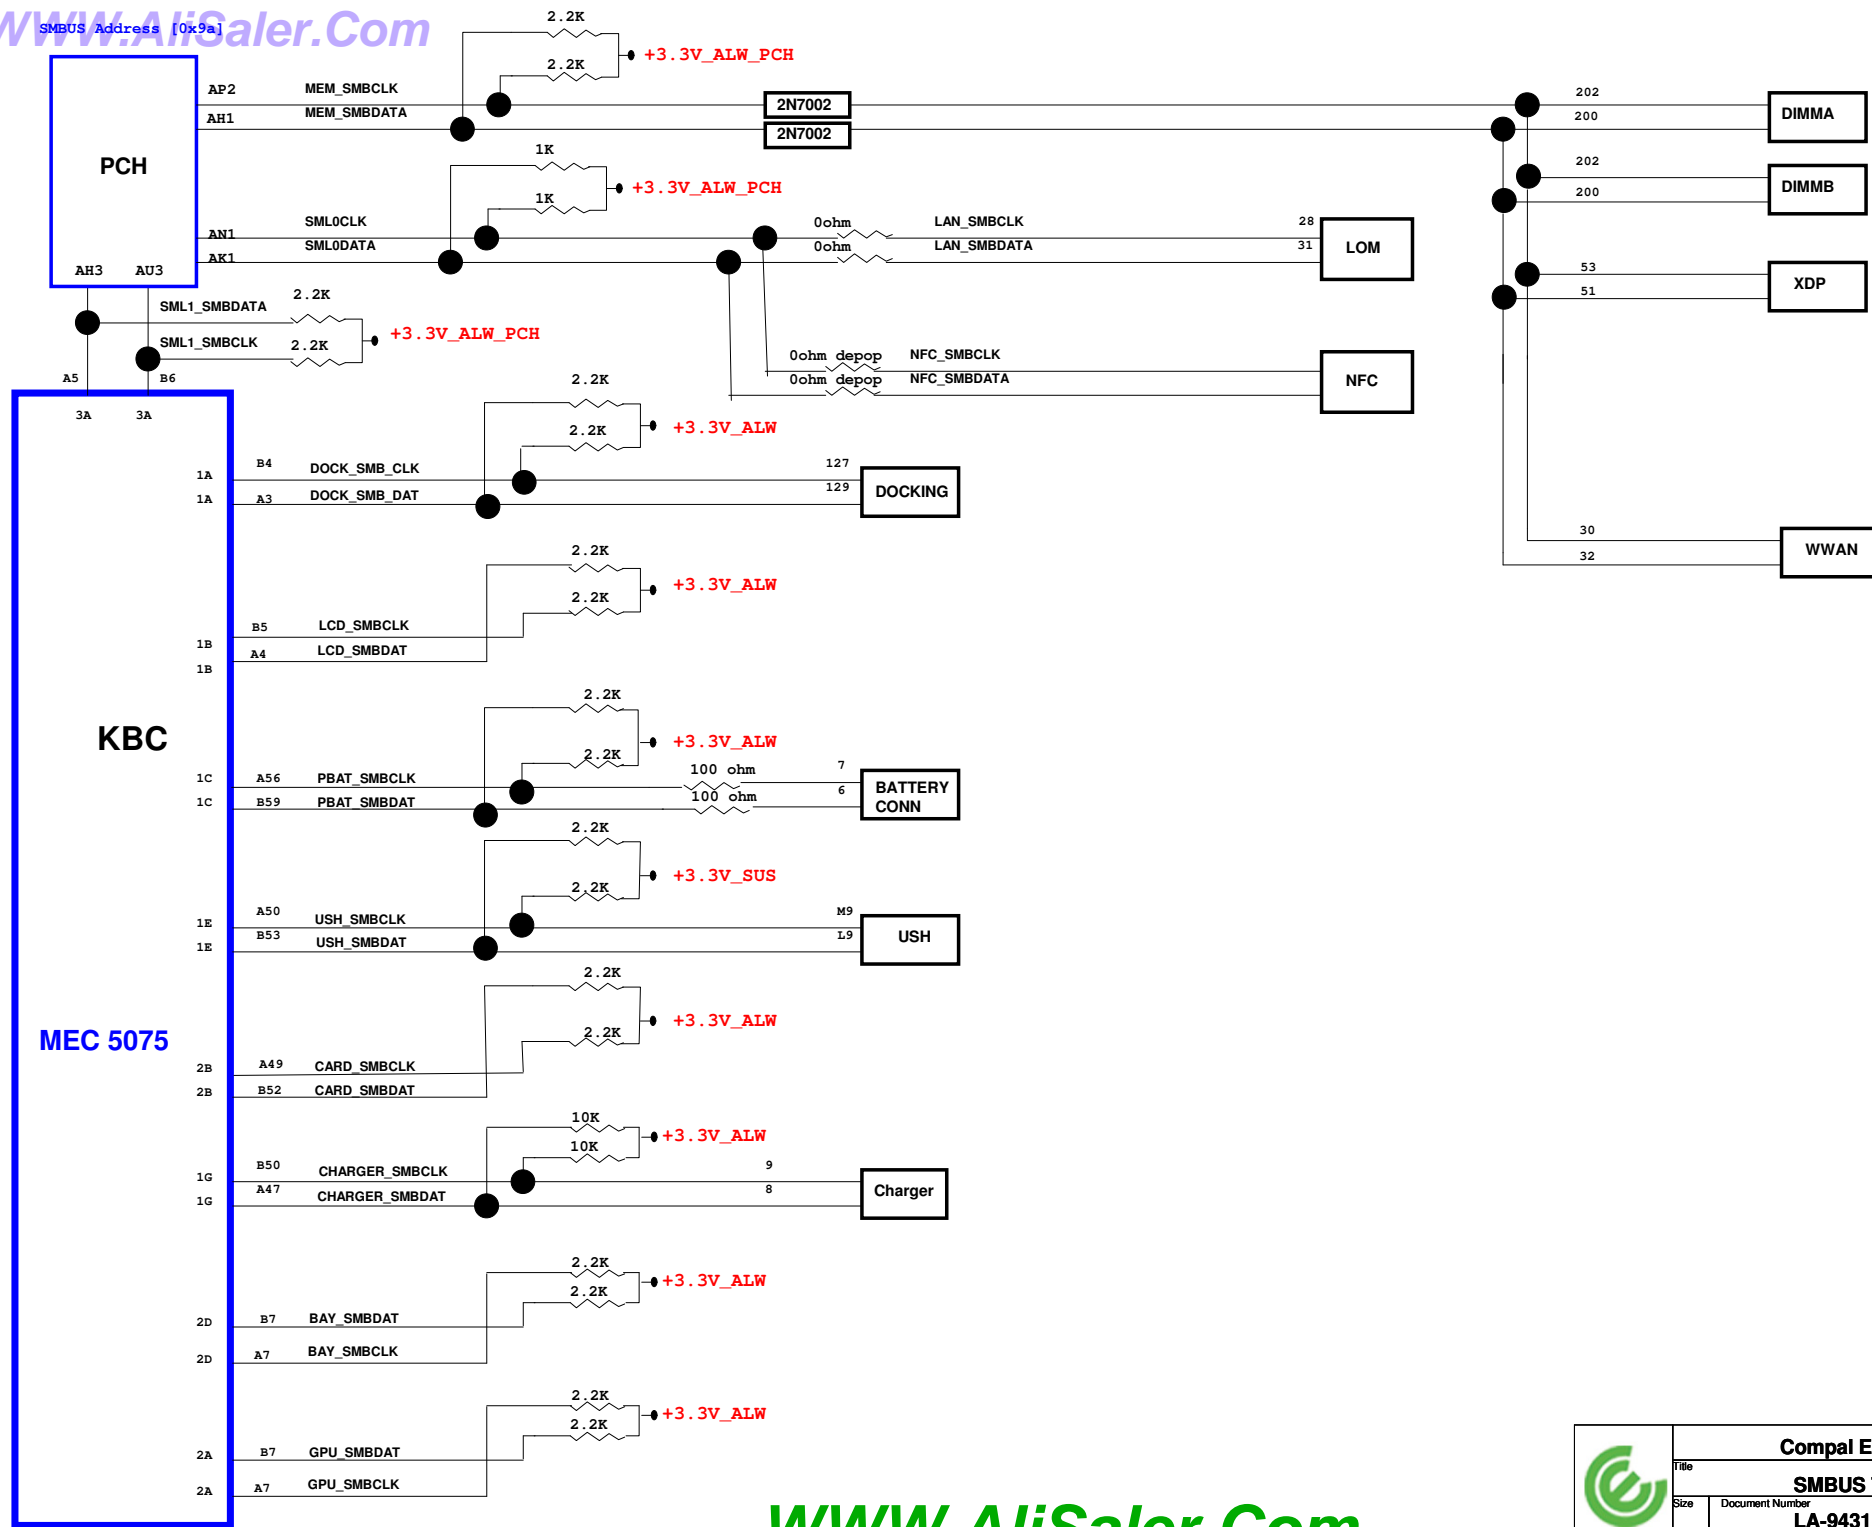 WWW.AliSaler.Com
SMBUS Address [0x9a]
2.2K
2.2K
+3.3V_ALW_PCH
AP2 MEM_SMBCLK
AH1 MEM_SMBDATA
2N7002
2N7002
202
200
DIMMA
PCH
1K
1K
+3.3V_ALW_PCH
202
200
DIMMB
AN1 SML0CLK
AK1 SML0DATA
0ohm LAN_SMBCLK 28
0ohm LAN_SMBDATA 31
LOM
AH3 AU3
53
51
XDP
SML1_SMBDATA 2.2K
SML1_SMBCLK 2.2K
+3.3V_ALW_PCH
0ohm depop NFC_SMBCLK
0ohm depop NFC_SMBDATA
NFC
A5 B6
3A 3A
2.2K
2.2K
+3.3V_ALW
1A B4 DOCK_SMB_CLK 127
1A A3 DOCK_SMB_DAT 129
DOCKING
30
32
WWAN
2.2K
2.2K
+3.3V_ALW
1B B5 LCD_SMBCLK
1B A4 LCD_SMBDAT
KBC
2.2K
2.2K
+3.3V_ALW
1C A56 PBAT_SMBCLK 100 ohm 7
1C B59 PBAT_SMBDAT 100 ohm 6
BATTERY
CONN
2.2K
2.2K
+3.3V_SUS
1E A50 USH_SMBCLK M9
1E B53 USH_SMBDAT L9
USH
MEC 5075
2.2K
2.2K
+3.3V_ALW
2B A49 CARD_SMBCLK
2B B52 CARD_SMBDAT
10K
10K
+3.3V_ALW
1G B50 CHARGER_SMBCLK 9
1G A47 CHARGER_SMBDAT 8
Charger
2.2K
2.2K
+3.3V_ALW
2D B7 BAY_SMBDAT
2D A7 BAY_SMBCLK
2.2K
2.2K
+3.3V_ALW
2A B7 GPU_SMBDAT
2A A7 GPU_SMBCLK
WWW.AliSaler.Com
Compal E
Title
SMBUS
Size Document Number
LA-9431